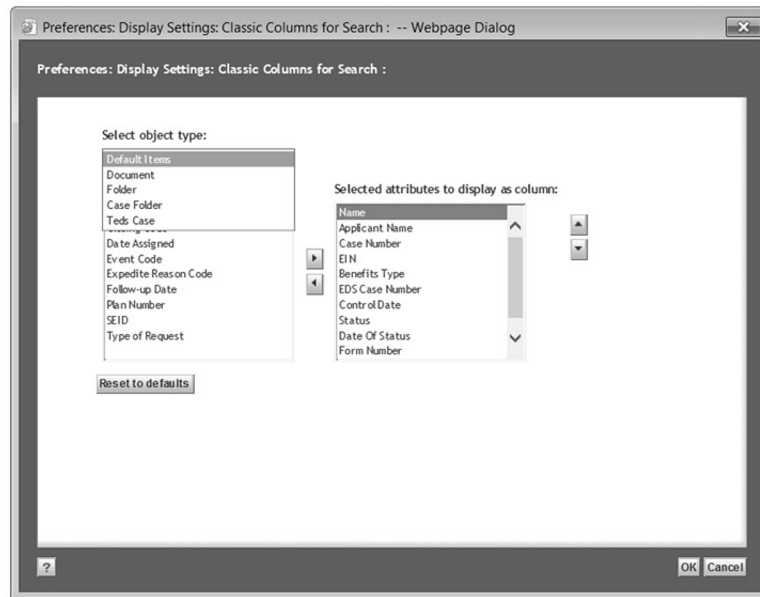 Preferences: Display Settings: Classic Columns for Search : -- Webpage Dialog
Preferences: Display Settings: Classic Columns for Search :
Select object type:
Default Items
Document
Folder
Case Folder
Teds Case
Date Assigned
Event Code
Expedite Reason Code
Follow-up Date
Plan Number
SEID
Type of Request
Reset to defaults
Selected attributes to display as column:
Name
Applicant Name
Case Number
EIN
Benefits Type
EDS Case Number
Control Date
Status
Date Of Status
Form Number
?
OK Cancel